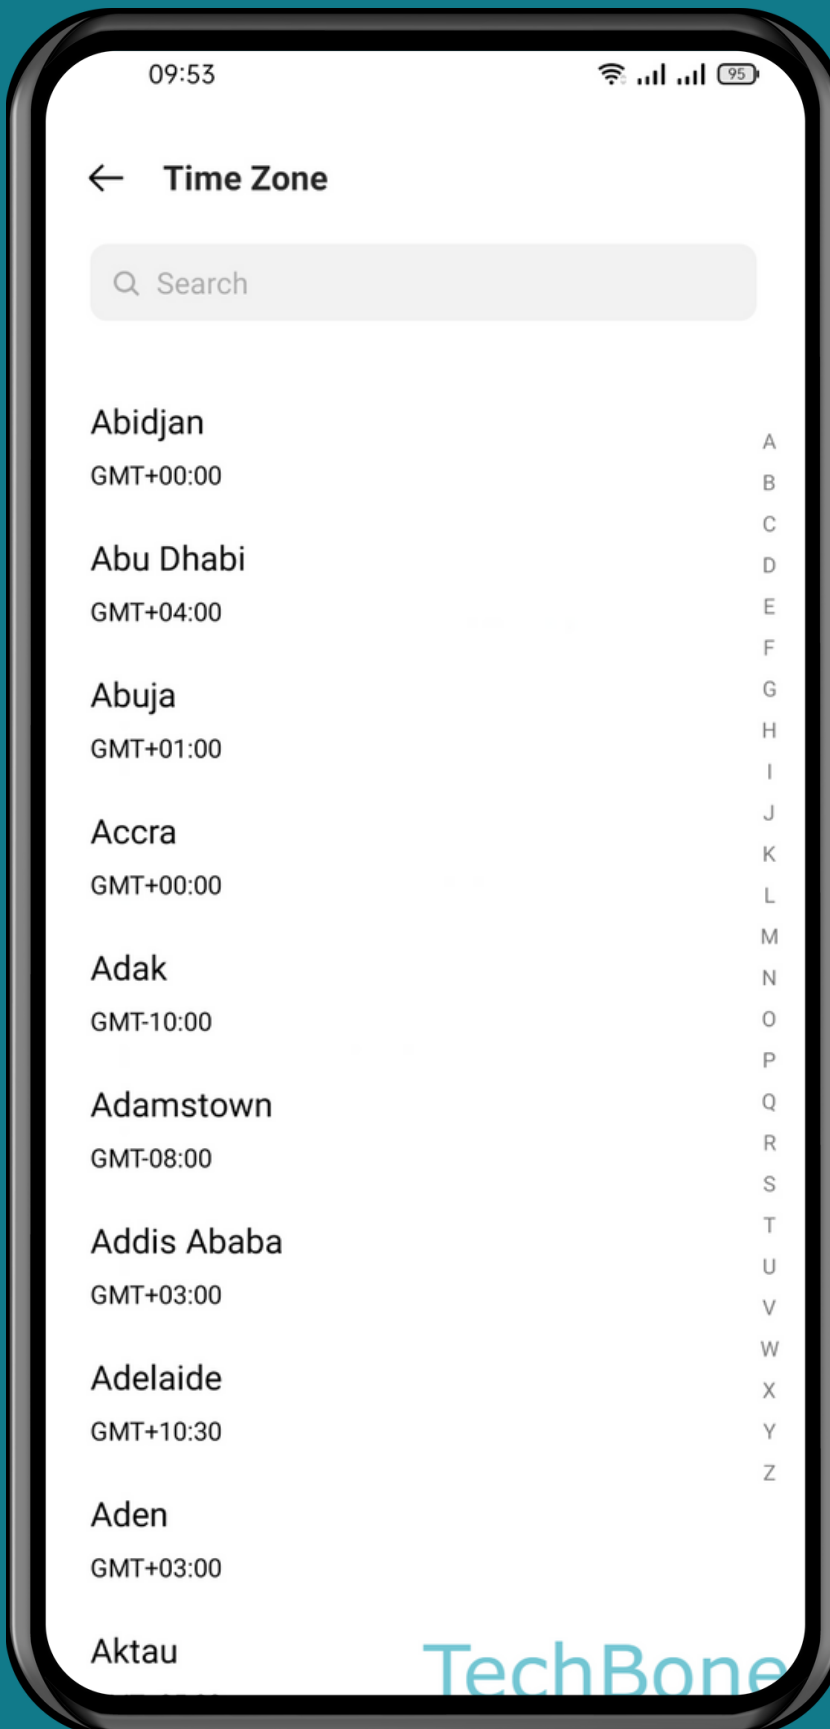 09:53
95
Time Zone
Search
Abidjan
GMT+00:00
Abu Dhabi
GMT+04:00
Abuja
GMT+01:00
Accra
GMT+00:00
Adak
GMT-10:00
Adamstown
GMT-08:00
Addis Ababa
GMT+03:00
Adelaide
GMT+10:30
Aden
GMT+03:00
Aktau
A
B
C
D
E
F
G
H
I
J
K
L
M
N
O
P
Q
R
S
T
U
V
W
X
Y
Z
TechBone